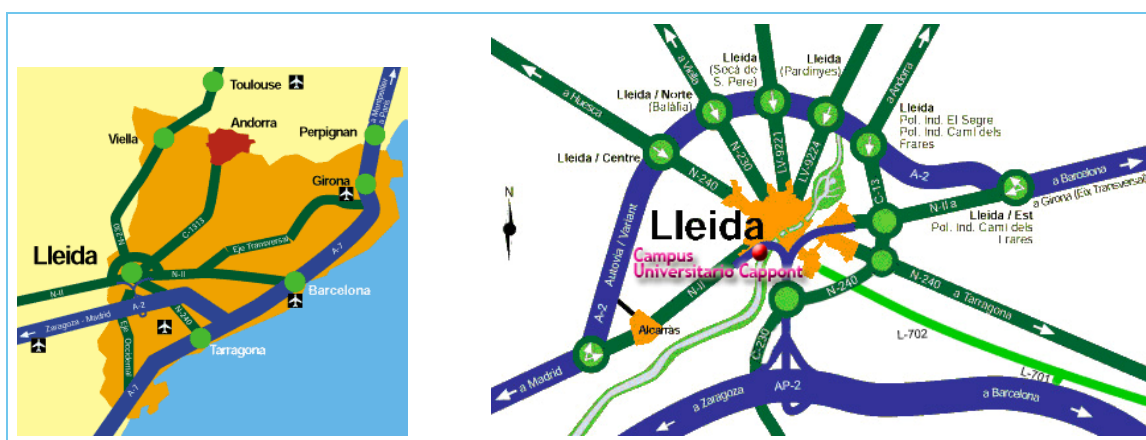 Toulouse
a Montpellier
a Paris
Viella
Andorra
Perpignan
Girona
N-230
C-1313
Eje Transversal
A-7
Lleida
N-II
N-II
Barcelona
A-2
Zaragoza - Madrid
N-240
Eje Occidental
Tarragona
A-7
a Huesca
a Viella
Lleida
(Secà de
S. Pere)
Lleida
(Pardinyes)
a Andorra
Lleida / Norte
(Balàfia)
Lleida
Pol. Ind. El Segre
Pol. Ind. Camí dels
Frares
Lleida / Centre
N-240
N-230
LV-9221
LV-9224
C-13
A-2
a Barcelona
a Girona (Eix Transversal)
N-II a
Lleida / Est
Pol. Ind. Camí dels
Frares
N
Lleida
Campus
Universitario Cappont
A-2 Autovia / Variant
N-II
Alcarràs
N-240
a Tarragona
L-702
L-701
C-230
a Madrid
a Zaragoza
AP-2
a Barcelona